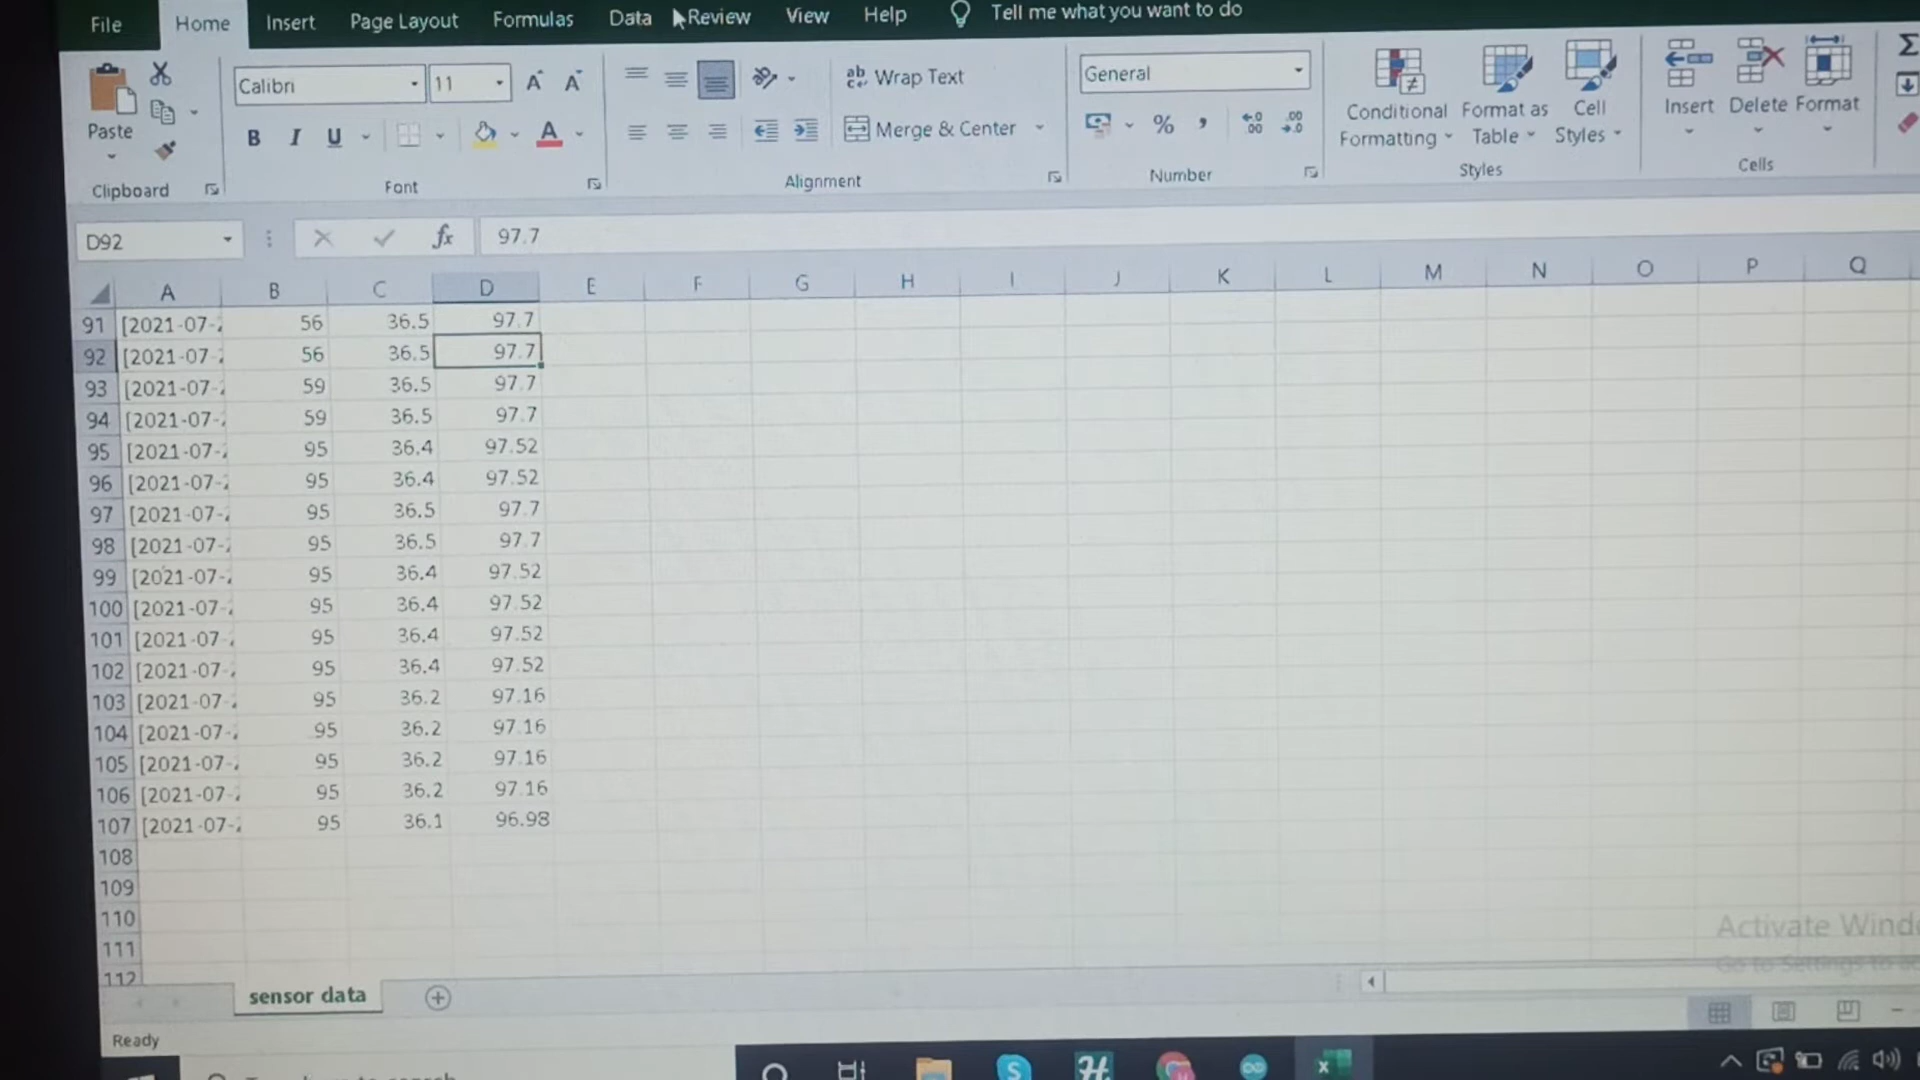 File Home Insert Page Layout Formulas Data Review View Help Tell me what you want to do
Calibri 11 A A ab Wrap Text General
Paste B I U A Merge & Center % , Conditional Formatting Format as Table Cell Styles Insert Delete Format
Clipboard Font Alignment Number Styles Cells
D92 fx 97.7
A B C D E F G H I J K L M N O P Q
91 [2021-07- 56 36.5 97.7
92 [2021-07- 56 36.5 97.7
93 [2021-07- 59 36.5 97.7
94 [2021-07- 59 36.5 97.7
95 [2021-07- 95 36.4 97.52
96 [2021-07- 95 36.4 97.52
97 [2021-07- 95 36.5 97.7
98 [2021-07- 95 36.5 97.7
99 [2021-07- 95 36.4 97.52
100 [2021-07- 95 36.4 97.52
101 [2021-07- 95 36.4 97.52
102 [2021-07- 95 36.4 97.52
103 [2021-07- 95 36.2 97.16
104 [2021-07- 95 36.2 97.16
105 [2021-07- 95 36.2 97.16
106 [2021-07- 95 36.2 97.16
107 [2021-07- 95 36.1 96.98
108
109
110
111
112
Activate Wind
Go to Settings to
sensor data
Ready